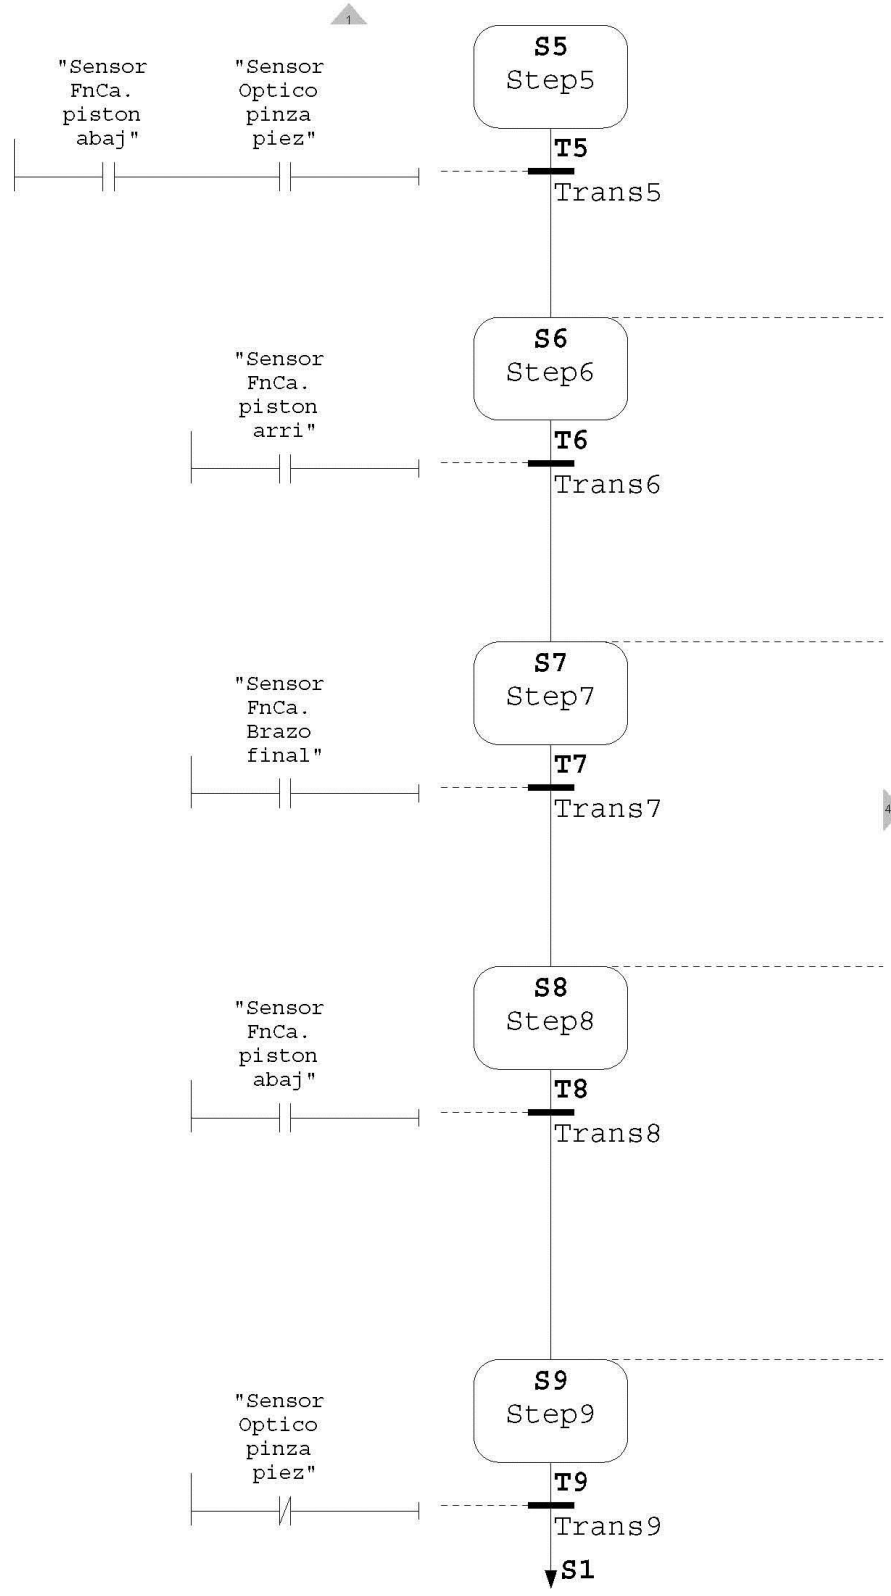 1
S5
Step5
"Sensor
FnCa.
piston
abaj"
"Sensor
Optico
pinza
piez"
T5
Trans5
S6
Step6
"Sensor
FnCa.
piston
arri"
T6
Trans6
S7
Step7
"Sensor
FnCa.
Brazo
final"
T7
Trans7
4
S8
Step8
"Sensor
FnCa.
piston
abaj"
T8
Trans8
S9
Step9
"Sensor
Optico
pinza
piez"
T9
Trans9
S1